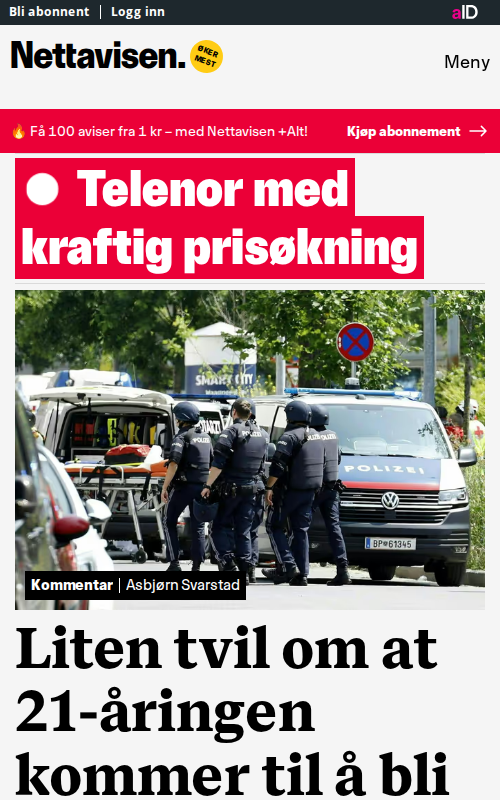 Bli abonnent | Logg inn
aID
Nettavisen.
ØKER
MEST
Meny
Få 100 aviser fra 1 kr – med Nettavisen +Alt!
Kjøp abonnement →
Telenor med
kraftig prisøkning
SMART CITY
POLIZEI
BP 61345
Kommentar | Asbjørn Svarstad
Liten tvil om at
21-åringen
kommer til å bli